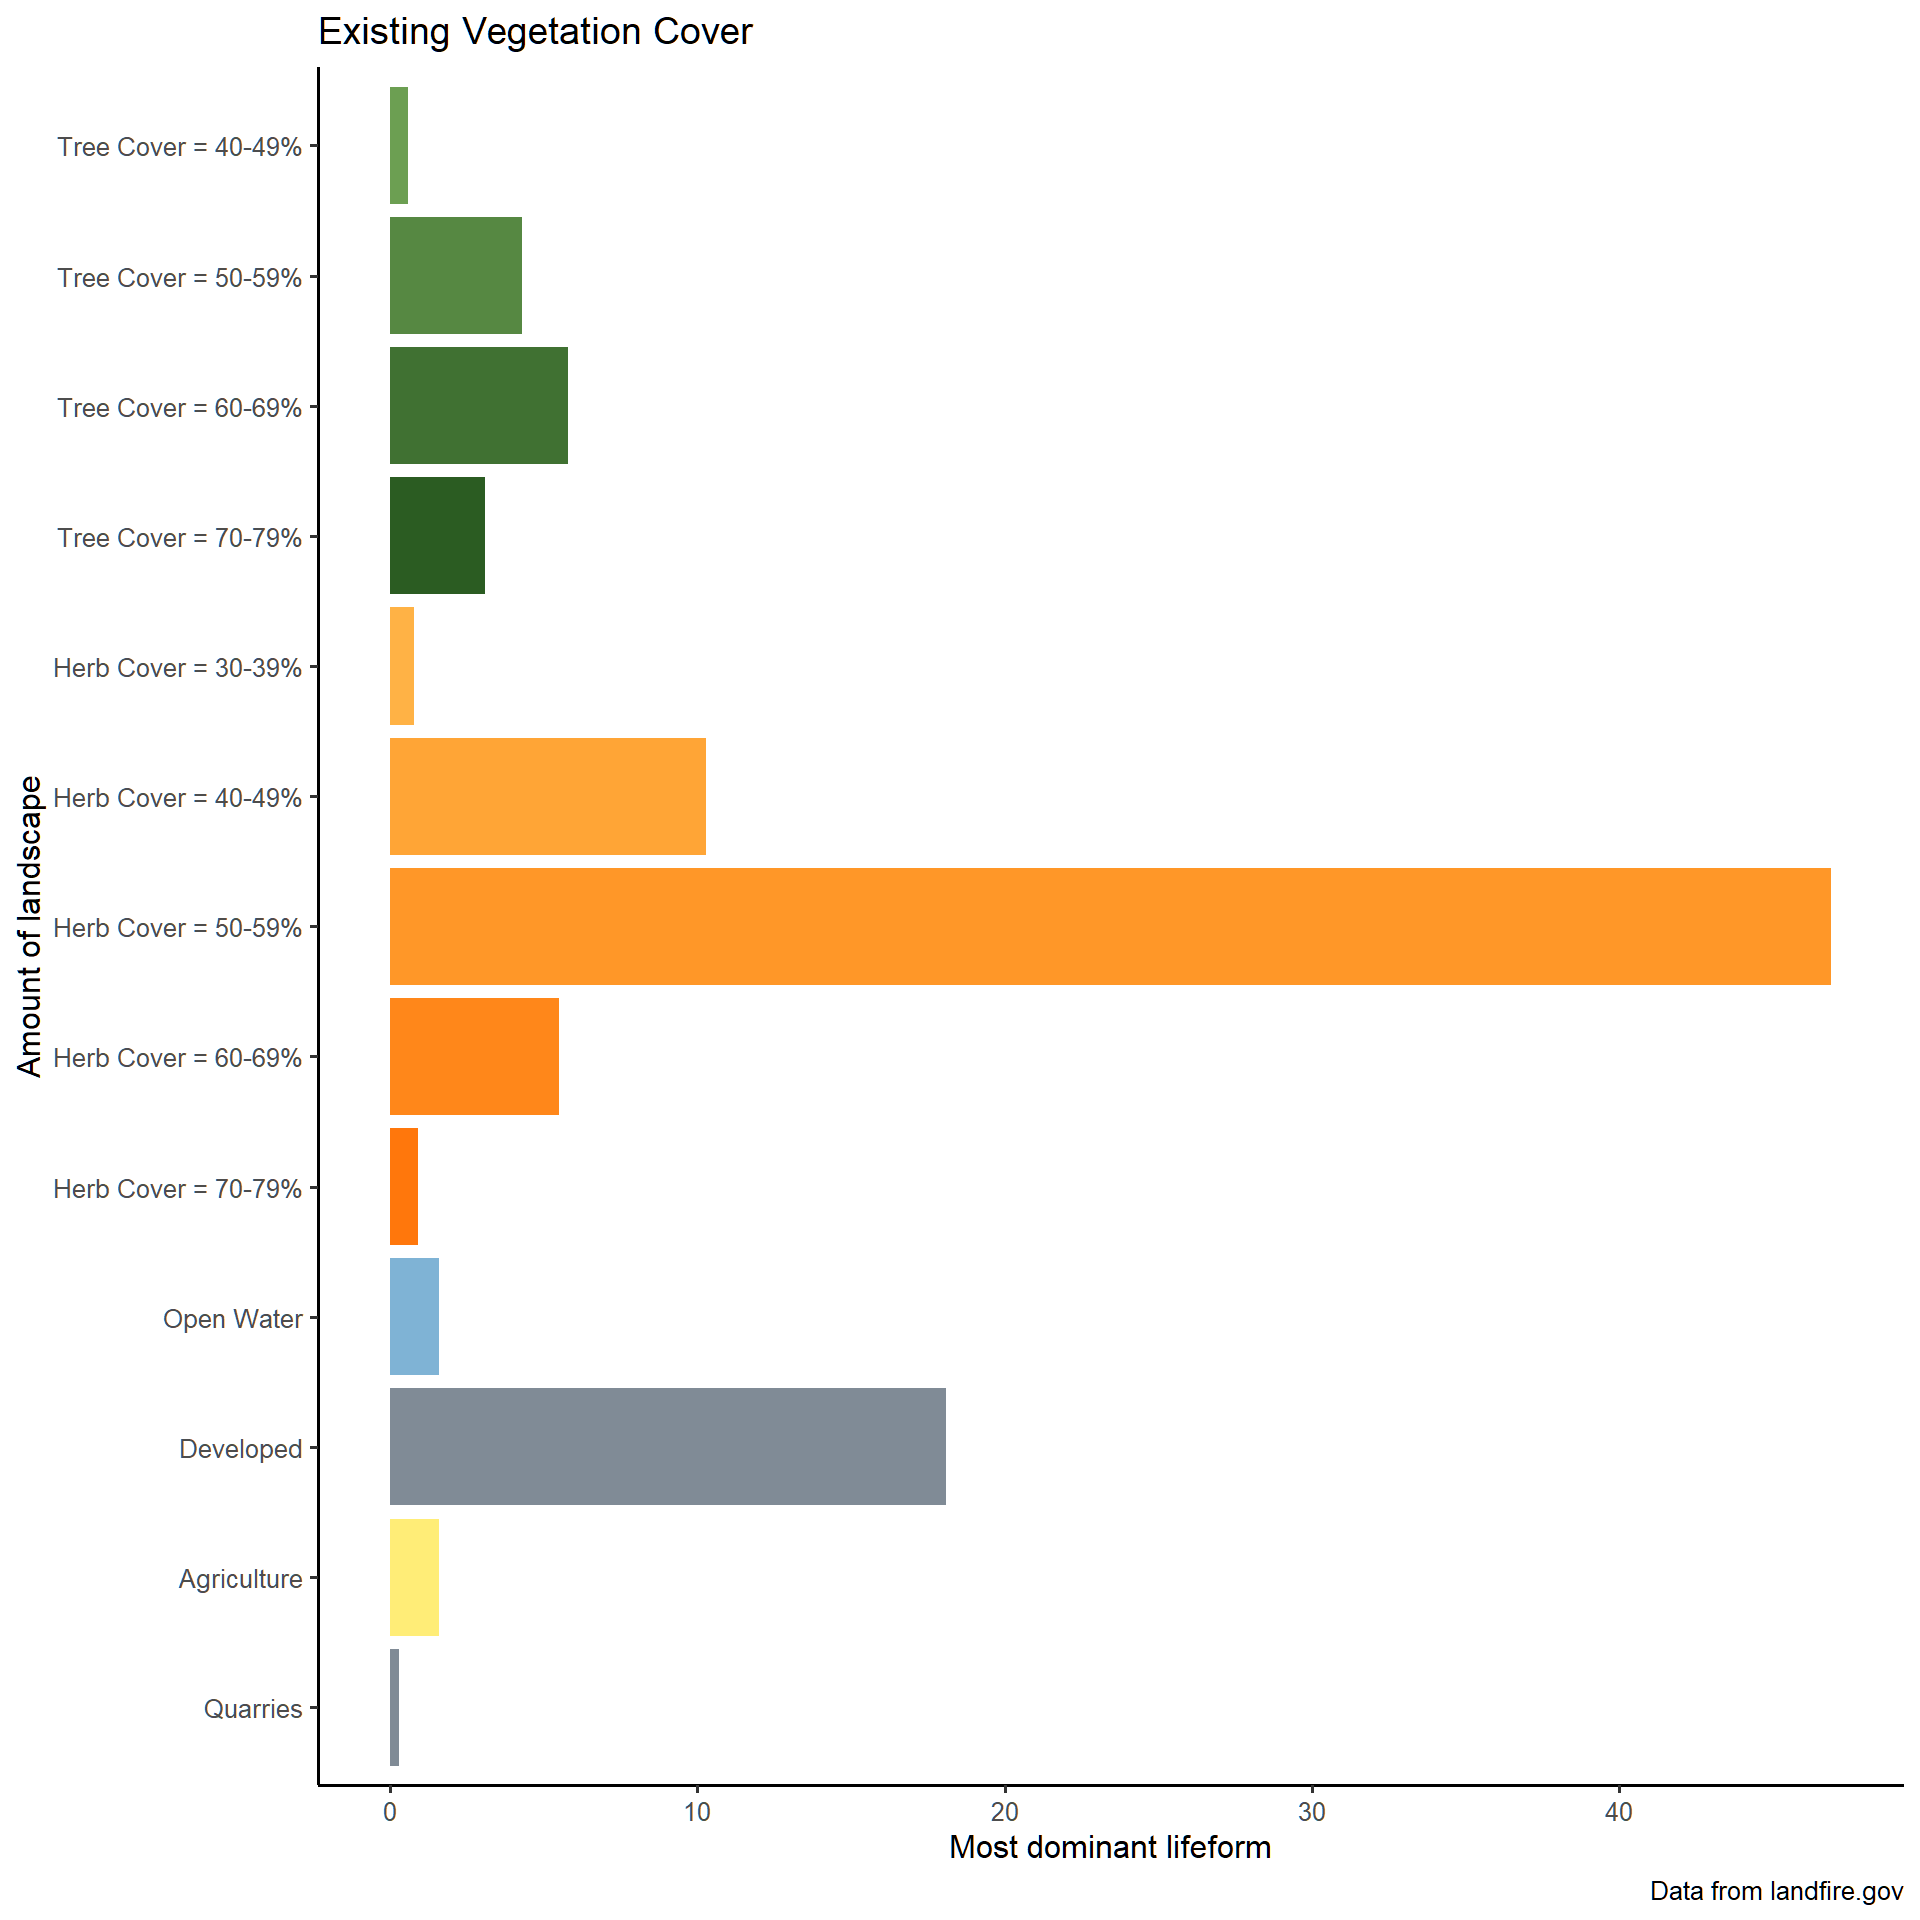 Existing Vegetation Cover
Tree Cover = 40-49%
Tree Cover = 50-59%
Tree Cover = 60-69%
Tree Cover = 70-79%
Herb Cover = 30-39%
Herb Cover = 40-49%
Herb Cover = 50-59%
Herb Cover = 60-69%
Herb Cover = 70-79%
Open Water
Developed
Agriculture
Quarries
Amount of landscape
0 10 20 30 40
Most dominant lifeform
Data from landfire.gov